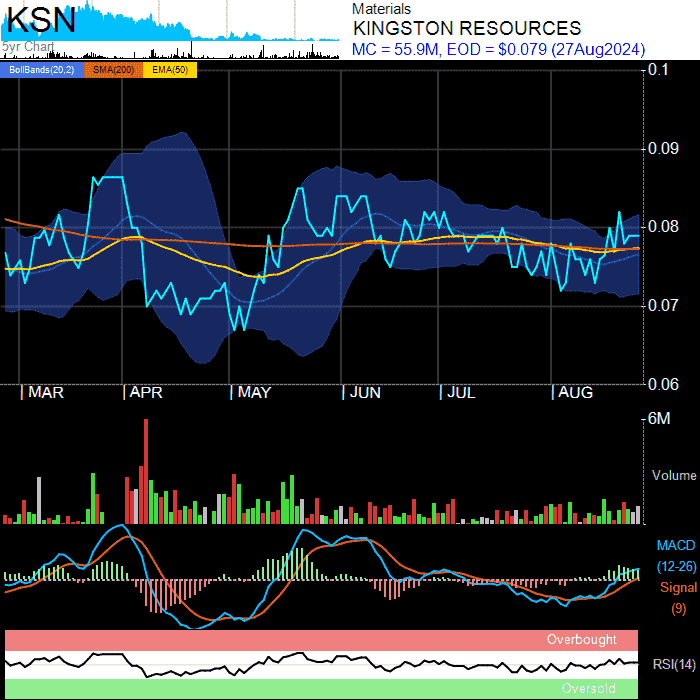 KSN
5yr Chart
Materials
KINGSTON RESOURCES
MC = 55.9M, EOD = $0.079 (27Aug2024)
BollBands(20,2) SMA(200) EMA(50)
0.1
0.09
0.08
0.07
0.06
MAR APR MAY JUN JUL AUG
6M
Volume
MACD
(12-26)
Signal
(9)
Overbought
RSI(14)
Oversold